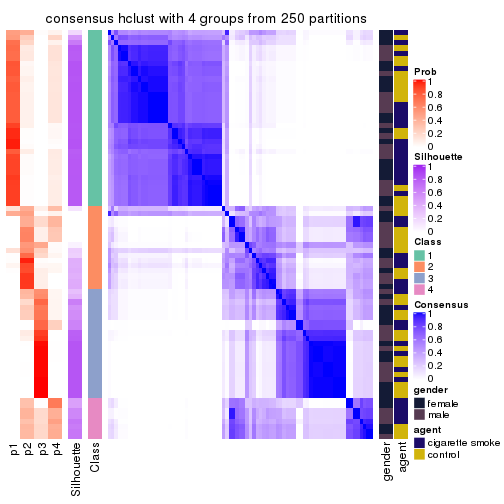 consensus hclust with 4 groups from 250 partitions
Prob
1
0.8
0.6
0.4
0.2
0
Silhouette
1
0.8
0.6
0.4
0.2
0
Class
1
2
3
4
Consensus
1
0.8
0.6
0.4
0.2
0
gender
female
male
agent
cigarette smoke
control
p1
p2
p3
p4
Silhouette
Class
gender
agent